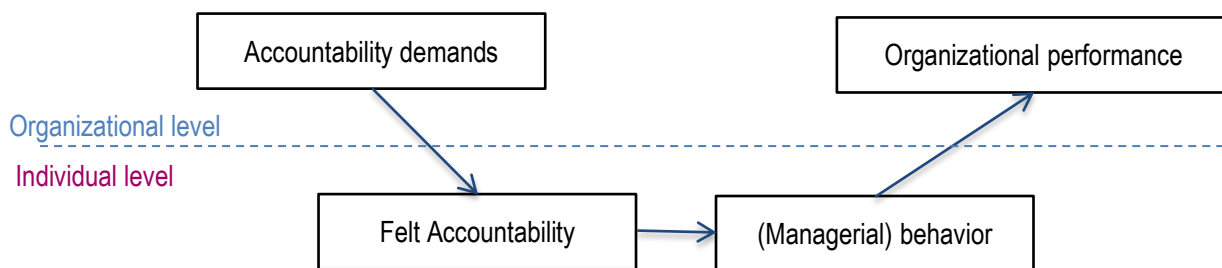 Accountability demands
Organizational performance
Organizational level
Individual level
Felt Accountability
(Managerial) behavior